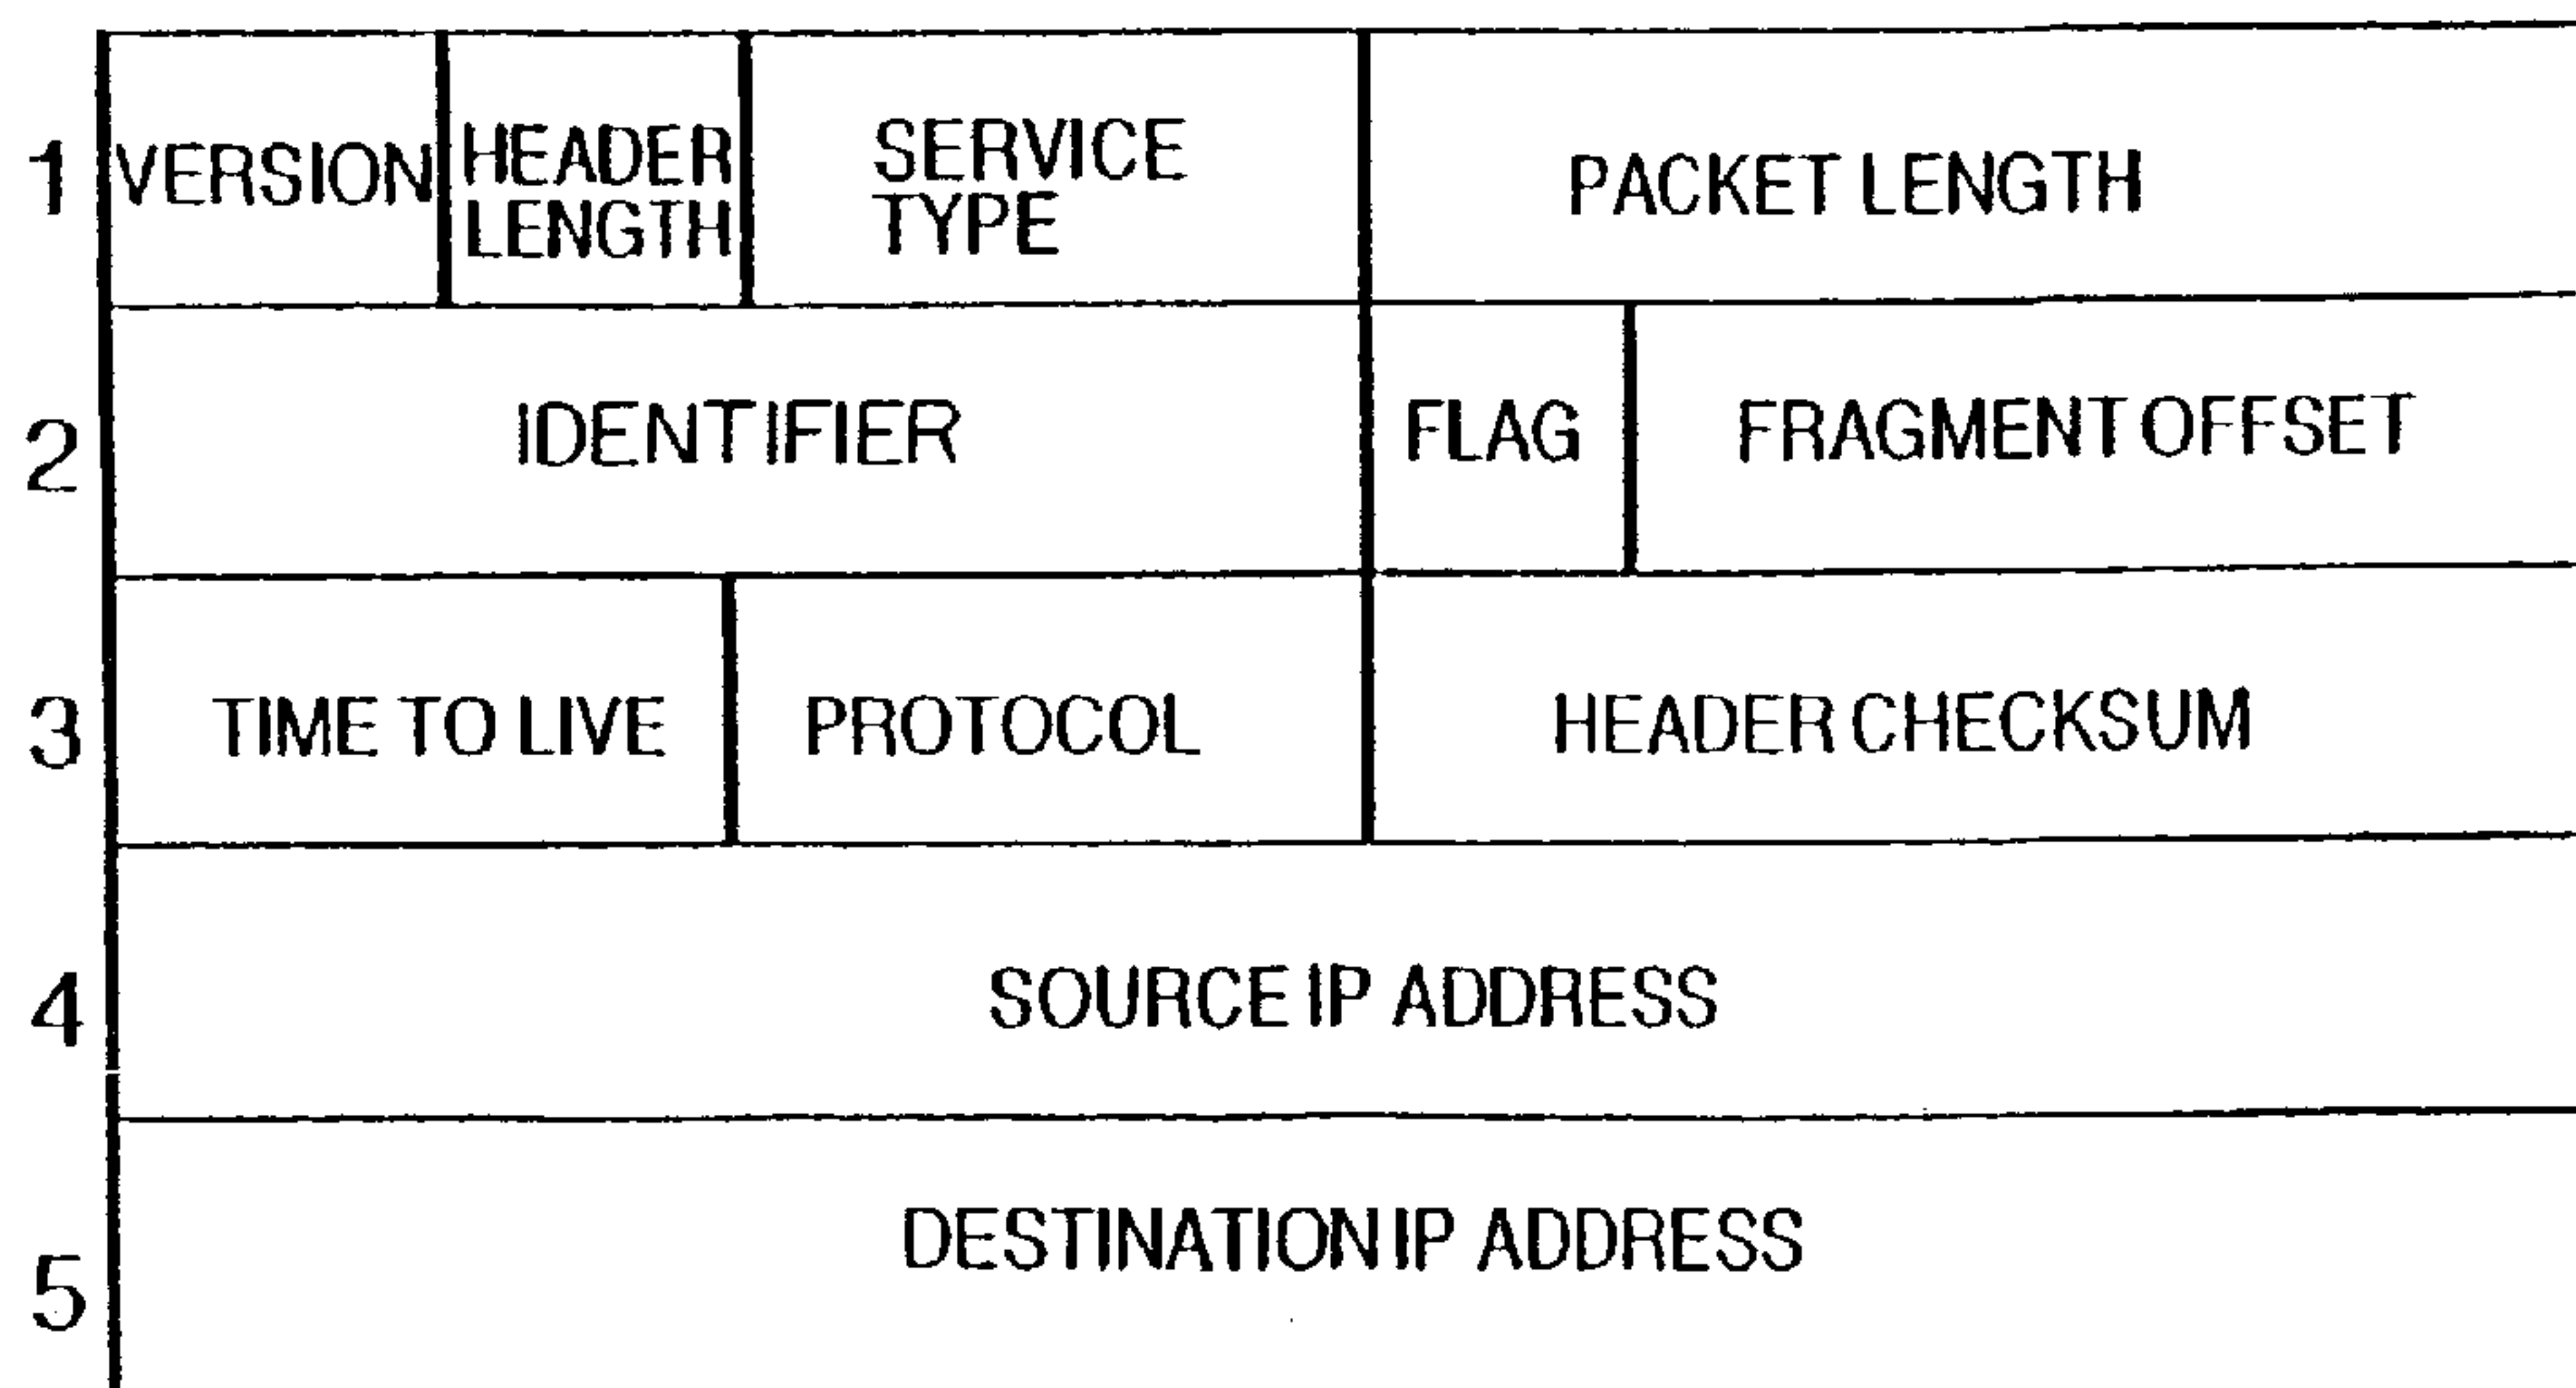 1 VERSION HEADER LENGTH SERVICE TYPE PACKET LENGTH
2 IDENTIFIER FLAG FRAGMENT OFFSET
3 TIME TO LIVE PROTOCOL HEADER CHECKSUM
4 SOURCE IP ADDRESS
5 DESTINATION IP ADDRESS